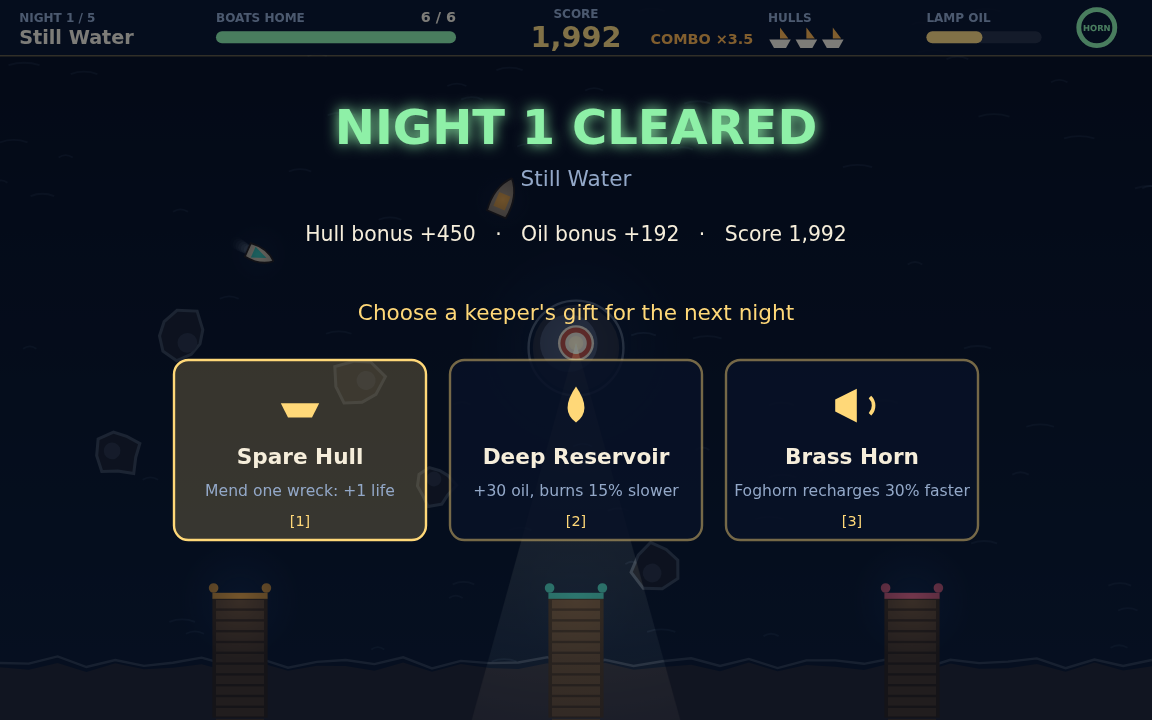 NIGHT 1 / 5
Still Water
BOATS HOME 6 / 6
SCORE
1,992
COMBO ×3.5
HULLS
LAMP OIL
HORN
NIGHT 1 CLEARED
Still Water
Hull bonus +450 · Oil bonus +192 · Score 1,992
Choose a keeper's gift for the next night
Spare Hull
Mend one wreck: +1 life
[1]
Deep Reservoir
+30 oil, burns 15% slower
[2]
Brass Horn
Foghorn recharges 30% faster
[3]